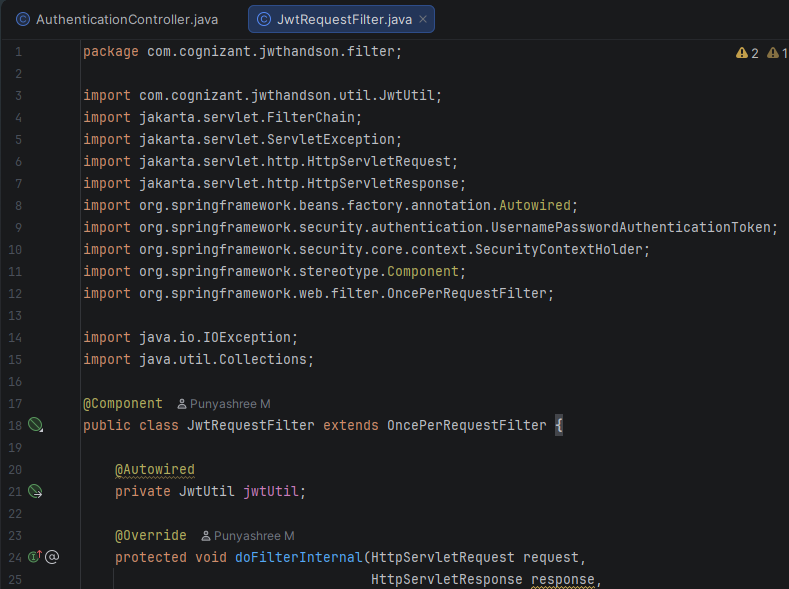 AuthenticationController.java
JwtRequestFilter.java
2 1
1 package com.cognizant.jwthandson.filter;
2
3 import com.cognizant.jwthandson.util.JwtUtil;
4 import jakarta.servlet.FilterChain;
5 import jakarta.servlet.ServletException;
6 import jakarta.servlet.http.HttpServletRequest;
7 import jakarta.servlet.http.HttpServletResponse;
8 import org.springframework.beans.factory.annotation.Autowired;
9 import org.springframework.security.authentication.UsernamePasswordAuthenticationToken;
10 import org.springframework.security.core.context.SecurityContextHolder;
11 import org.springframework.stereotype.Component;
12 import org.springframework.web.filter.OncePerRequestFilter;
13
14 import java.io.IOException;
15 import java.util.Collections;
16
17 @Component Punyashree M
18 public class JwtRequestFilter extends OncePerRequestFilter {
19
20 @Autowired
21 private JwtUtil jwtUtil;
22
23 @Override Punyashree M
24 protected void doFilterInternal(HttpServletRequest request,
25 HttpServletResponse response,